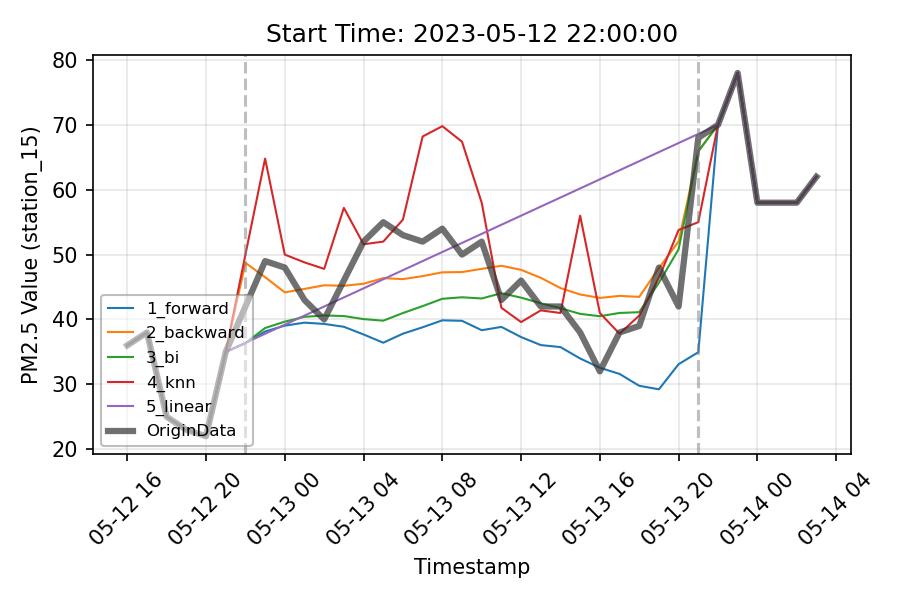 Start Time: 2023-05-12 22:00:00
PM2.5 Value (station_15)
80
70
60
50
40
30
20
1_forward
2_backward
3_bi
4_knn
5_linear
OriginData
05-12 16
05-12 20
05-13 00
05-13 04
05-13 08
05-13 12
05-13 16
05-13 20
05-14 00
05-14 04
Timestamp